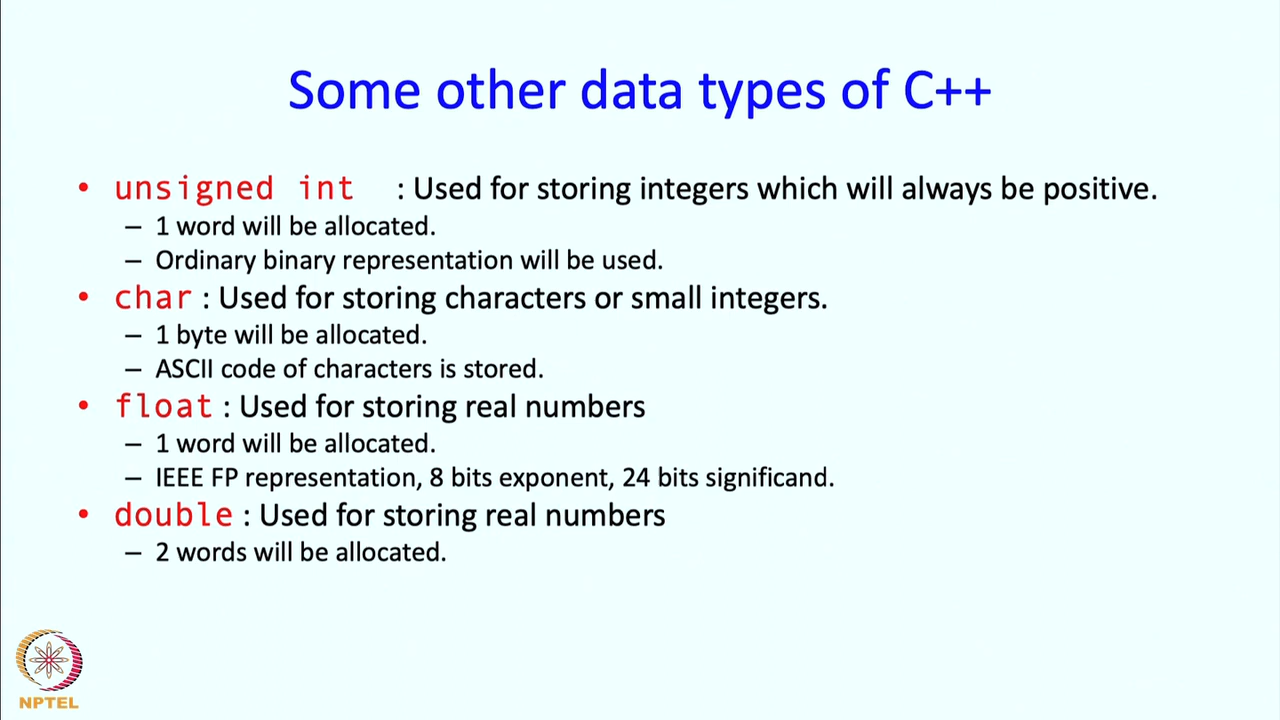 Some other data types of C++
• unsigned int : Used for storing integers which will always be positive.
– 1 word will be allocated.
– Ordinary binary representation will be used.
• char : Used for storing characters or small integers.
– 1 byte will be allocated.
– ASCII code of characters is stored.
• float : Used for storing real numbers
– 1 word will be allocated.
– IEEE FP representation, 8 bits exponent, 24 bits significand.
• double : Used for storing real numbers
– 2 words will be allocated.
NPTEL